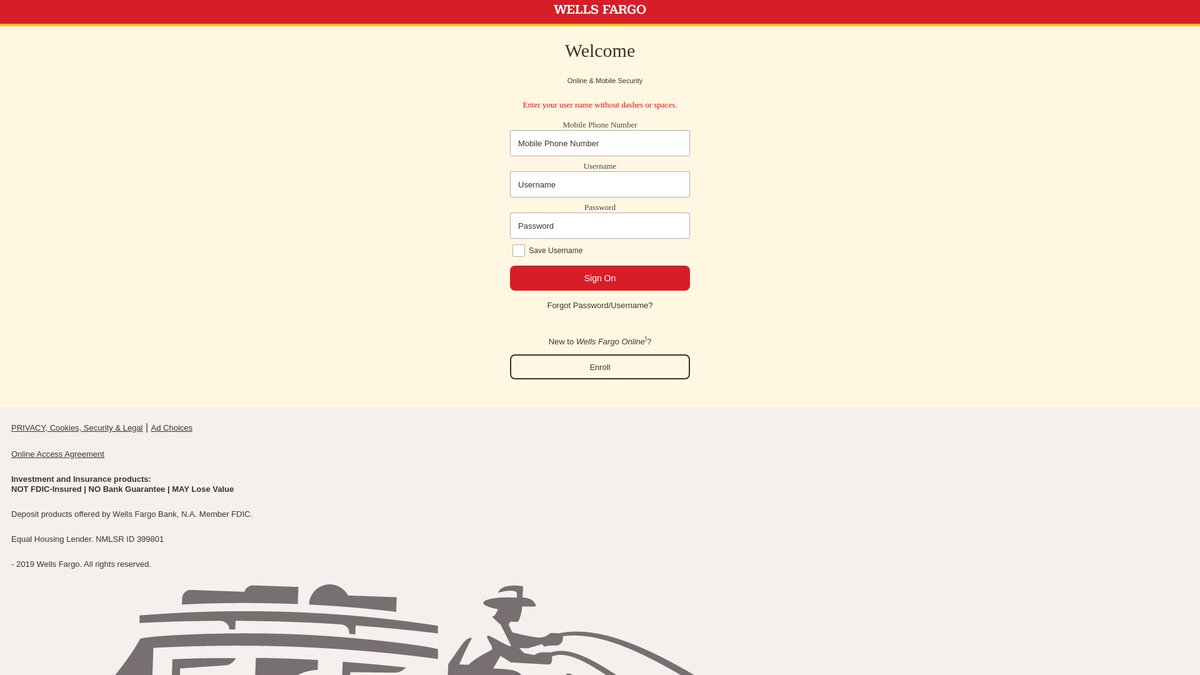 WELLS FARGO
Welcome
Online & Mobile Security
Enter your user name without dashes or spaces.
Mobile Phone Number
Mobile Phone Number
Username
Username
Password
Password
Save Username
Sign On
Forgot Password/Username?
New to Wells Fargo Online¹?
Enroll
PRIVACY, Cookies, Security & Legal | Ad Choices
Online Access Agreement
Investment and Insurance products:
NOT FDIC-Insured | NO Bank Guarantee | MAY Lose Value
Deposit products offered by Wells Fargo Bank, N.A. Member FDIC.
Equal Housing Lender. NMLSR ID 399801
- 2019 Wells Fargo. All rights reserved.